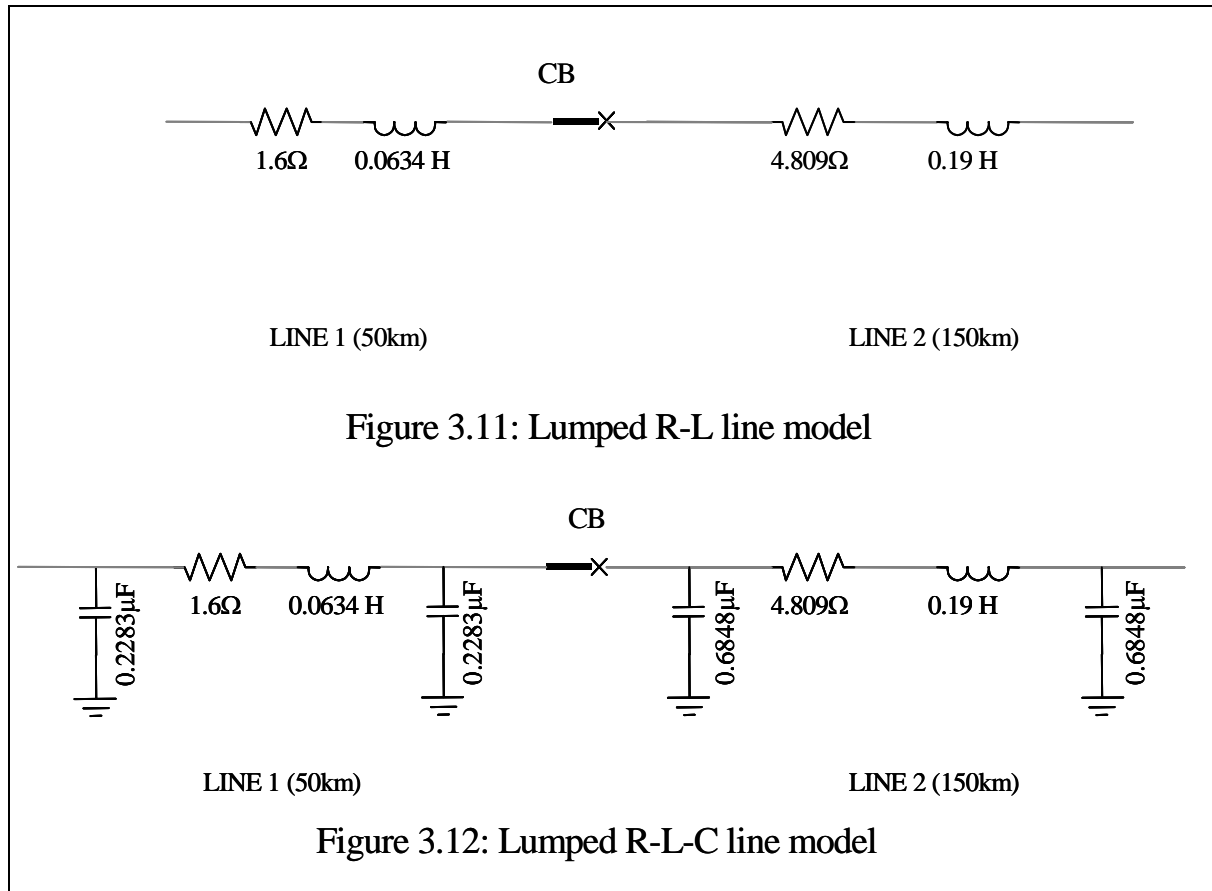 CB
1.6Ω 0.0634 H 4.809Ω 0.19 H
LINE 1 (50km) LINE 2 (150km)
Figure 3.11: Lumped R-L line model
CB
1.6Ω 0.0634 H 4.809Ω 0.19 H
0.2283μF
0.2283μF
0.6848μF
0.6848μF
LINE 1 (50km) LINE 2 (150km)
Figure 3.12: Lumped R-L-C line model